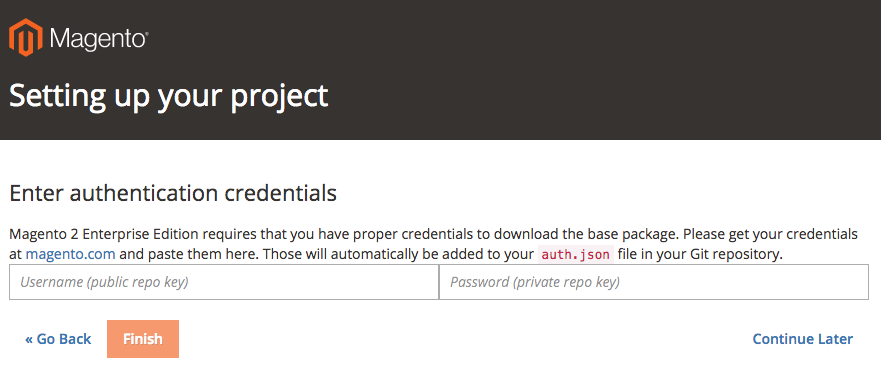 Magento®
Setting up your project
Enter authentication credentials
Magento 2 Enterprise Edition requires that you have proper credentials to download the base package. Please get your credentials
at magento.com and paste them here. Those will automatically be added to your auth.json file in your Git repository.
Username (public repo key) Password (private repo key)
« Go Back Finish Continue Later